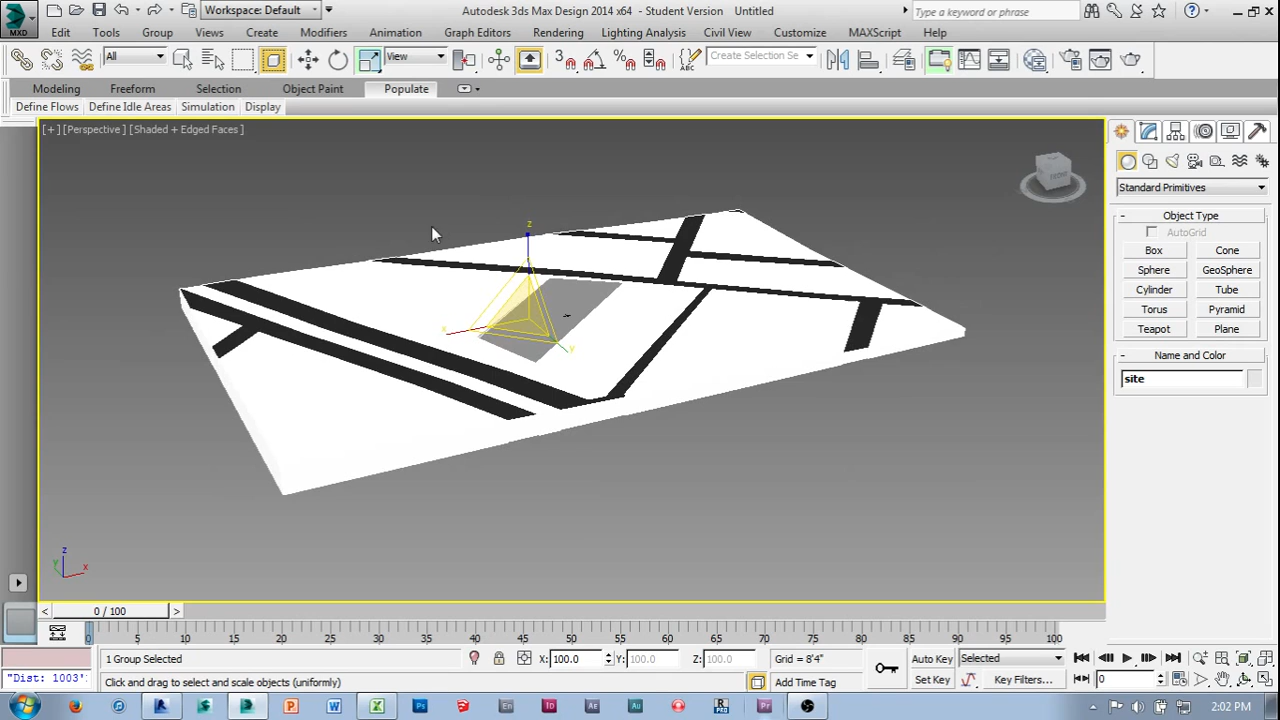 MXD
Workspace: Default
Autodesk 3ds Max Design 2014 x64 - Student Version Untitled
Type a keyword or phrase
Edit Tools Group Views Create Modifiers Animation Graph Editors Rendering Lighting Analysis Civil View Customize MAXScript Help
All
View
3
Create Selection Se
Modeling Freeform Selection Object Paint Populate
Define Flows Define Idle Areas Simulation Display
[+] [Perspective] [Shaded + Edged Faces]
FRONT
Standard Primitives
- Object Type
AutoGrid
Box Cone
Sphere GeoSphere
Cylinder Tube
Torus Pyramid
Teapot Plane
- Name and Color
site
z
x
y
z
y
x
< 0 / 100 >
0 5 10 15 20 25 30 35 40 45 50 55 60 65 70 75 80 85 90 95 100
1 Group Selected
X: 100.0 Y: 100.0 Z: 100.0
Grid = 8'4"
Auto Key Selected
"Dist: 1003':
Click and drag to select and scale objects (uniformly)
Add Time Tag
Set Key Key Filters... 0
2:02 PM